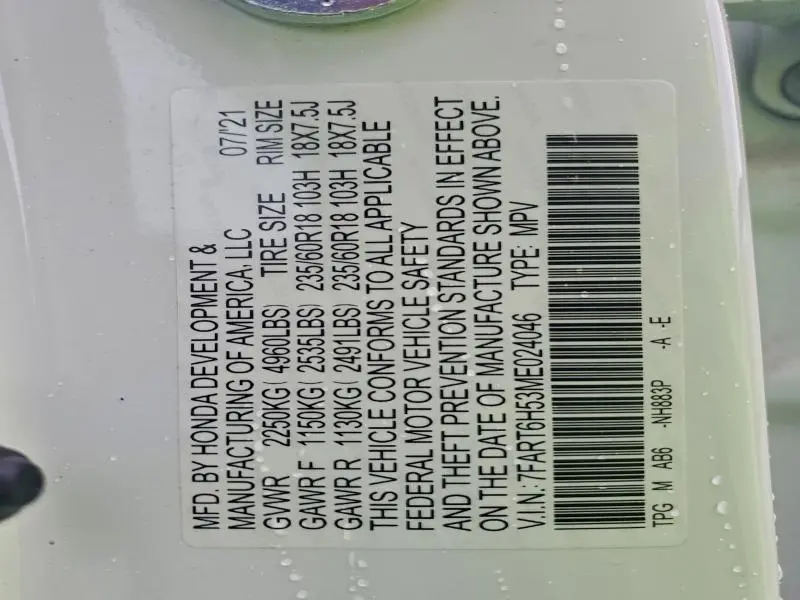 MFD. BY HONDA DEVELOPMENT &
MANUFACTURING OF AMERICA, LLC 07/'21
GVWR 2250KG( 4960LBS) TIRE SIZE RIM SIZE
GAWR F 1150KG( 2535LBS) 235/60R18 103H 18X7.5J
GAWR R 1130KG( 2491LBS) 235/60R18 103H 18X7.5J
THIS VEHICLE CONFORMS TO ALL APPLICABLE
FEDERAL MOTOR VEHICLE SAFETY
AND THEFT PREVENTION STANDARDS IN EFFECT
ON THE DATE OF MANUFACTURE SHOWN ABOVE.
V.I.N.: 7FART6H53ME024046 TYPE: MPV
TPG M AB6 -NH883P -A -E